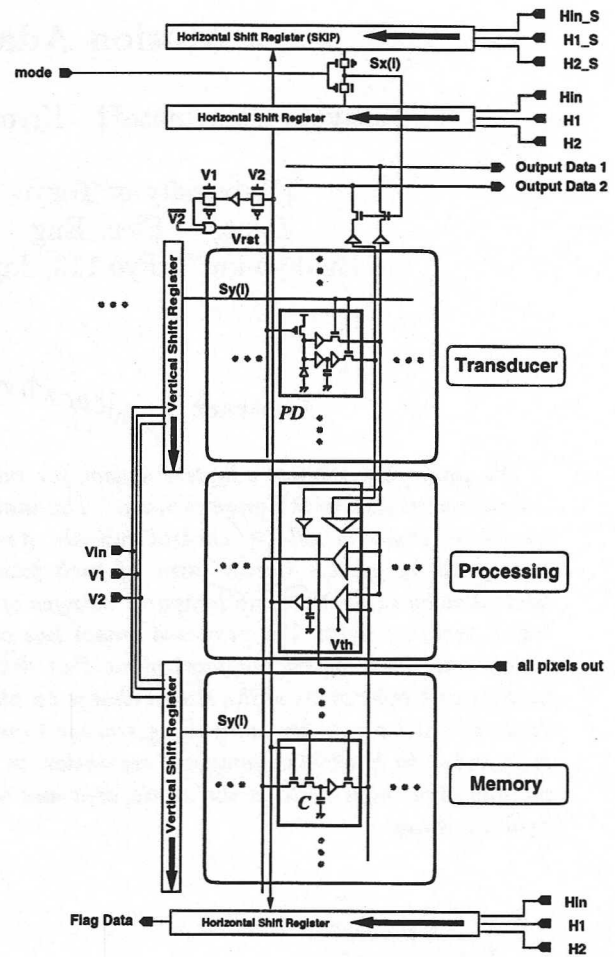 Hin_S
Horizontal Shift Register (SKIP)
H1_S
H2_S
mode
Sx(i)
Hin
Horizontal Shift Register
H1
H2
Output Data 1
Output Data 2
V1
V2
V2
Vrst
Vertical Shift Register
Sy(i)
PD
Transducer
Vin
V1
V2
Processing
Vth
all pixels out
Vertical Shift Register
Sy(i)
C
Memory
Flag Data
Horizontal Shift Register
Hin
H1
H2